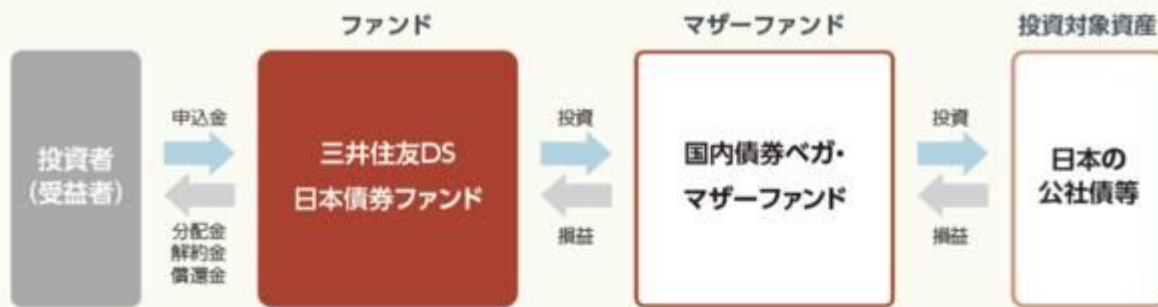 ファンド
マザーファンド
投資対象資産
投資者
(受益者)
申込金
分配金
解約金
償還金
三井住友DS
日本債券ファンド
投資
損益
国内債券ベガ・
マザーファンド
投資
損益
日本の
公社債等